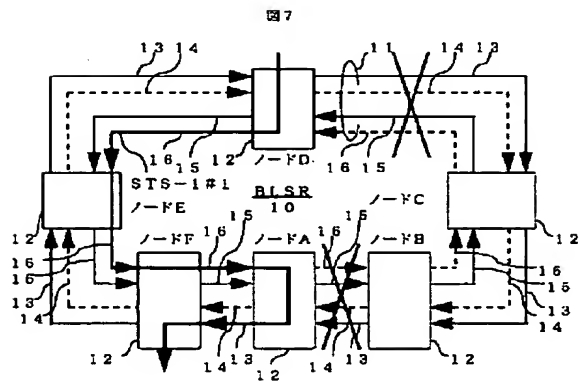 図7
13 14 11 14 13
16 15 12 16 15
ノードD
STS-1#1
BLSR
10
ノードC
12 ノードE 12
ノードF ノードA ノードB
16 15 16 15
16 15 13 14
16 15 13 14
14 13 14 13
12 12 12